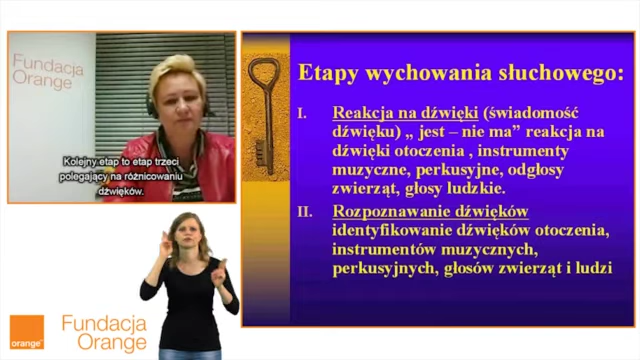 Fundacja
Orange
Kolejny etap to etap trzeci
polegający na różnicowaniu
dźwięków.
Etapy wychowania słuchowego:
I. Reakcja na dźwięki (świadomość
dźwięku) „ jest – nie ma” reakcja na
dźwięki otoczenia , instrumenty
muzyczne, perkusyjne, odgłosy
zwierząt, głosy ludzkie.
II. Rozpoznawanie dźwięków
identyfikowanie dźwięków otoczenia,
instrumentów muzycznych,
perkusyjnych, głosów zwierząt i ludzi
orange™
Fundacja
Orange